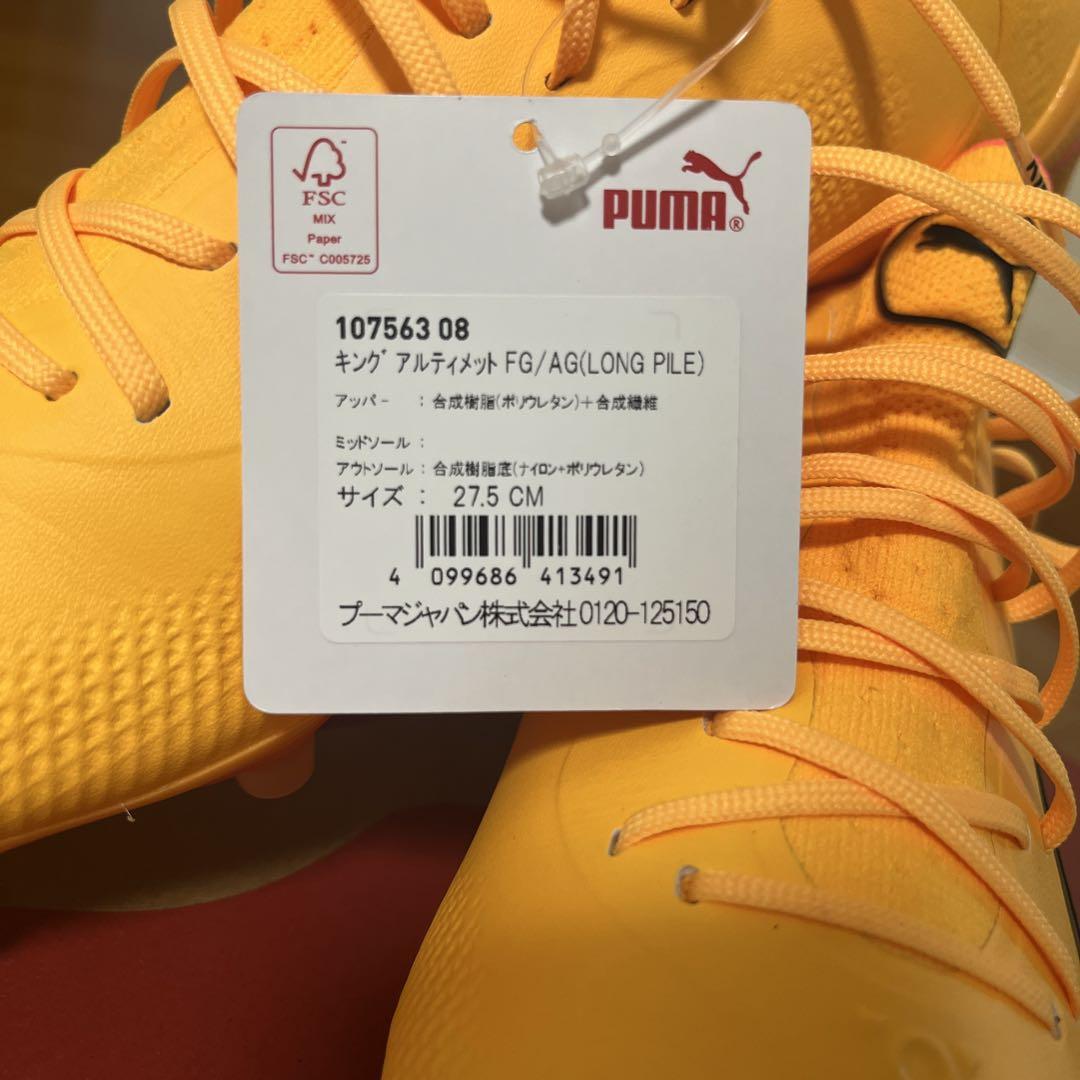 FSC
MIX
Paper
FSC™ C005725
PUMA®
107563 08
キング アルティメット FG/AG(LONG PILE)
アッパー : 合成樹脂(ポリウレタン)+合成繊維
ミッドソール :
アウトソール : 合成樹脂底(ナイロン+ポリウレタン)
サイズ : 27.5 CM
4 099686 413491
プーマジャパン株式会社 0120-125150